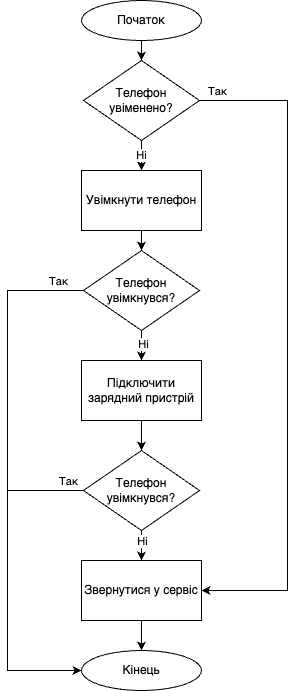 Початок
Телефон
увіменено?
Так
Ні
Увімкнути телефон
Телефон
увімкнувся?
Так
Ні
Підключити
зарядний пристрій
Телефон
увімкнувся?
Так
Ні
Звернутися у сервіс
Кінець